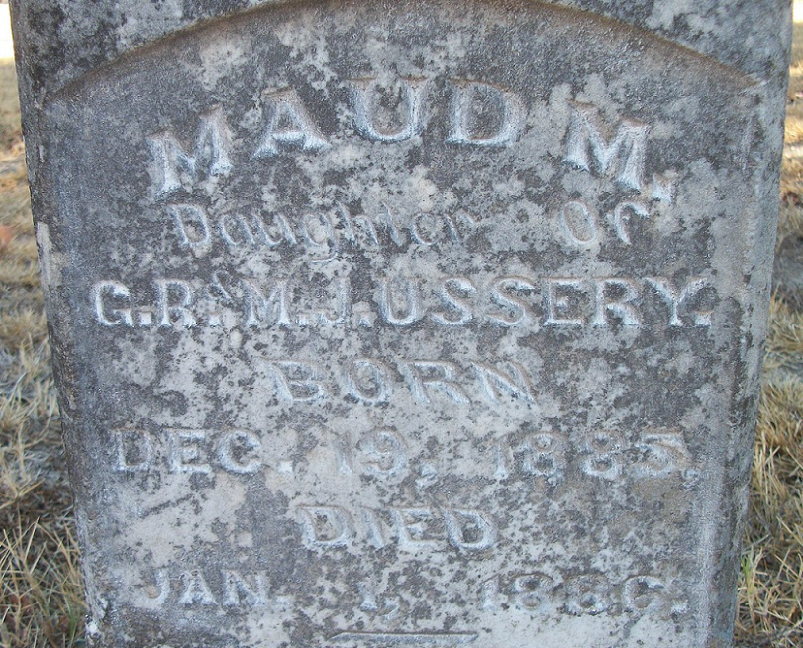 MAUD M.
Daughter Of
G.R. & M.J. USSERY.
BORN
DEC. 19, 1885,
DIED
JAN. 1, 1886.